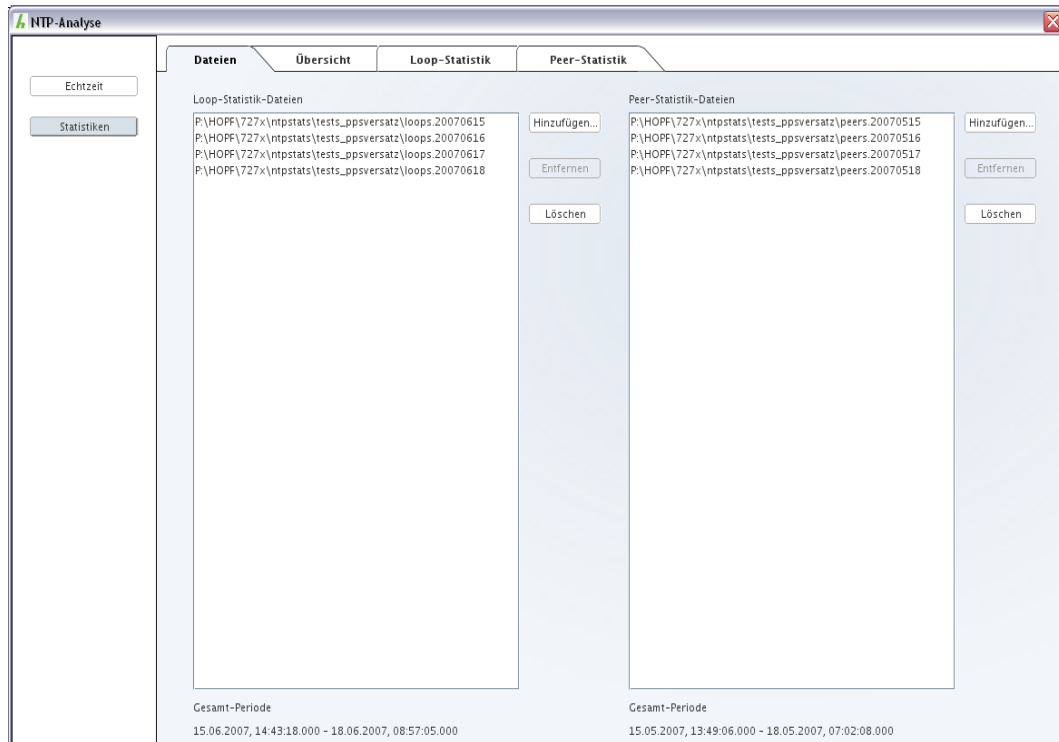 NTP-Analyse
Echtzeit
Statistiken
Dateien
Übersicht
Loop-Statistik
Peer-Statistik
Loop-Statistik-Dateien
P:\HOPF\727x\ntpstats\tests_ppsversatz\loops.20070615
P:\HOPF\727x\ntpstats\tests_ppsversatz\loops.20070616
P:\HOPF\727x\ntpstats\tests_ppsversatz\loops.20070617
P:\HOPF\727x\ntpstats\tests_ppsversatz\loops.20070618
Hinzufügen...
Entfernen
Löschen
Gesamt-Periode
15.06.2007, 14:43:18.000 - 18.06.2007, 08:57:05.000
Peer-Statistik-Dateien
P:\HOPF\727x\ntpstats\tests_ppsversatz\peers.20070515
P:\HOPF\727x\ntpstats\tests_ppsversatz\peers.20070516
P:\HOPF\727x\ntpstats\tests_ppsversatz\peers.20070517
P:\HOPF\727x\ntpstats\tests_ppsversatz\peers.20070518
Hinzufügen...
Entfernen
Löschen
Gesamt-Periode
15.05.2007, 13:49:06.000 - 18.05.2007, 07:02:08.000